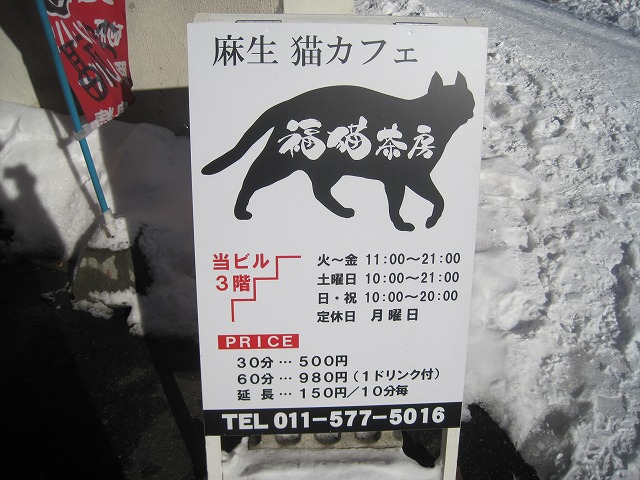 麻生 猫カフェ
福猫茶房
当ビル
3階
火～金 11:00～21:00
土曜日 10:00～21:00
日・祝 10:00～20:00
定休日 月曜日
PRICE
30分 … 500円
60分 … 980円(1ドリンク付)
延長 … 150円/10分毎
TEL 011-577-5016